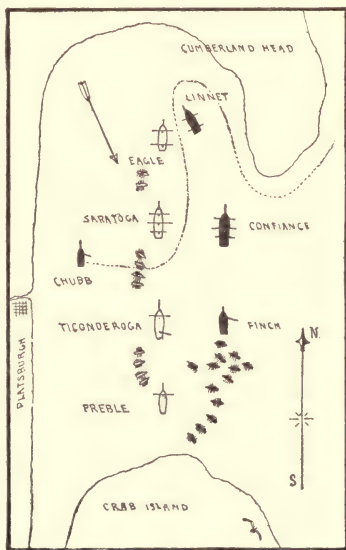 CUMBERLAND HEAD
LINNET
EAGLE
SARATOGA
CONFIANCE
CHUBB
TICONDEROGA
FINCH
N.
PLATSBURGH
PREBLE
S
CRAB ISLAND